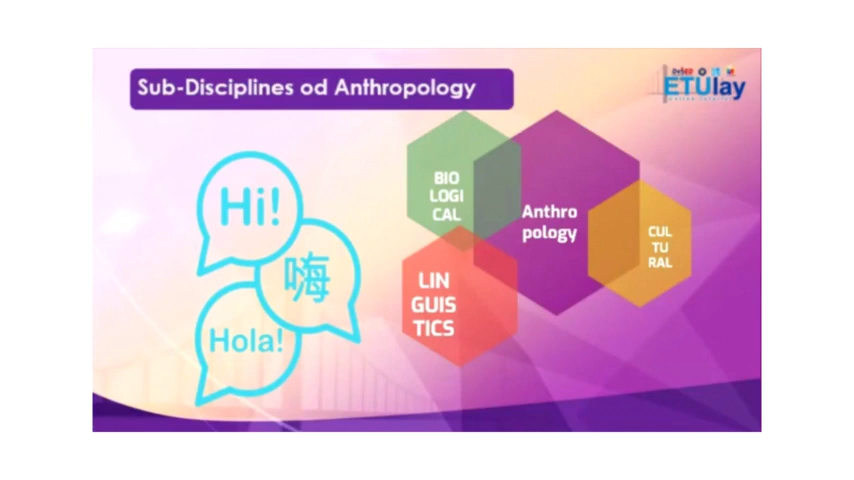 Sub-Disciplines od Anthropology
DepED
ETUlay
Hi!
嗨
Hola!
BIO
LOGI
CAL
Anthro
pology
LIN
GUIS
TICS
CUL
TU
RAL